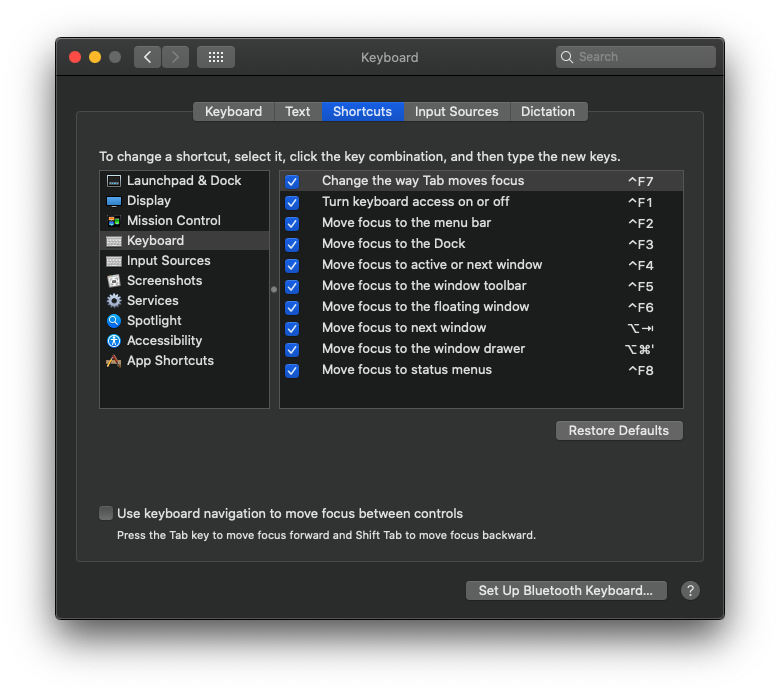 Keyboard
Search
Keyboard Text Shortcuts Input Sources Dictation
To change a shortcut, select it, click the key combination, and then type the new keys.
Launchpad & Dock
Display
Mission Control
Keyboard
Input Sources
Screenshots
Services
Spotlight
Accessibility
App Shortcuts
Change the way Tab moves focus ^F7
Turn keyboard access on or off ^F1
Move focus to the menu bar ^F2
Move focus to the Dock ^F3
Move focus to active or next window ^F4
Move focus to the window toolbar ^F5
Move focus to the floating window ^F6
Move focus to next window ⌥⇥
Move focus to the window drawer ⌥⌘'
Move focus to status menus ^F8
Restore Defaults
Use keyboard navigation to move focus between controls
Press the Tab key to move focus forward and Shift Tab to move focus backward.
Set Up Bluetooth Keyboard... ?